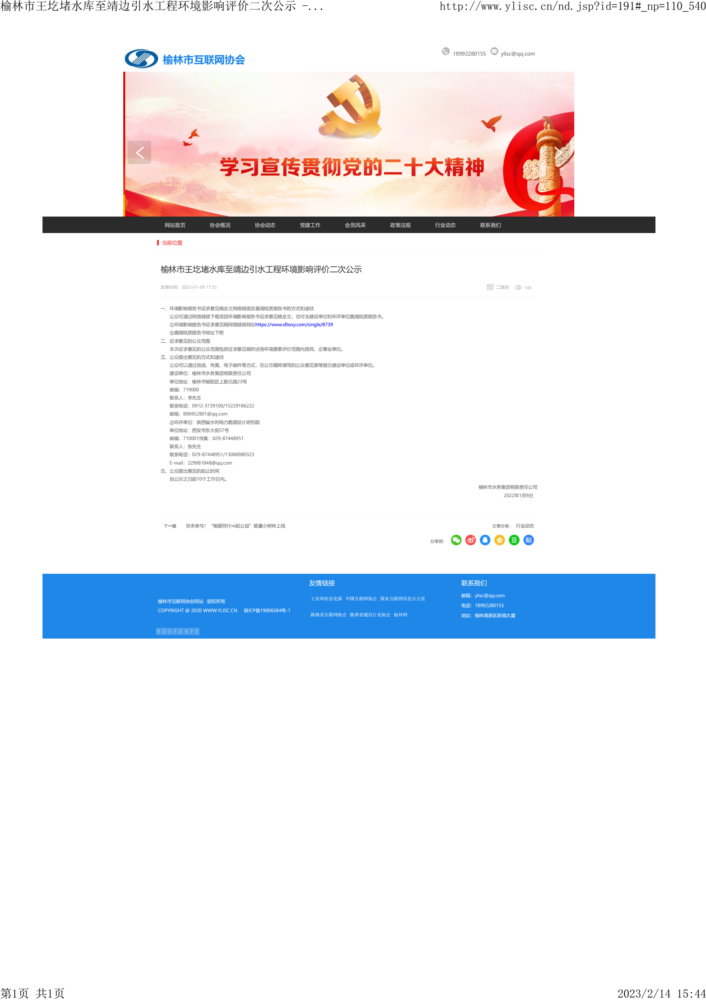 榆林市王圪堵水库至靖边引水工程环境影响评价二次公示 -...
http://www.ylisc.cn/nd.jsp?id=191#_np=110_540
榆林市互联网协会
18992280155 ylisc@qq.com
学习宣传贯彻党的二十大精神
网站首页 协会概况 协会动态 党建工作 会员风采 政策法规 行业动态 联系我们
当前位置
榆林市王圪堵水库至靖边引水工程环境影响评价二次公示
发表时间：2023-01-09 17:35 二维码 149
一、环境影响报告书征求意见稿全文网络链接及查阅纸质报告书的方式和途径
公众可通过网络链接下载项目环境影响报告书征求意见稿全文，也可去建设单位和环评单位查阅纸质报告书。
①环境影响报告书征求意见稿网络链接网址https://www.slbsxy.com/single/8739
②查阅纸质报告书地址下附
二、征求意见的公众范围
本次征求意见的公众范围包括征求意见稿所述各环境要素评价范围内居民、企事业单位。
三、公众提出意见的方式和途径
公众可以通过信函、传真、电子邮件等方式，在公示期将填写的公众意见表等提交建设单位或环评单位。
建设单位：榆林市水务集团有限责任公司
单位地址：榆林市榆阳区上郡北路23号
邮编：719000
联系人：李先生
联系电话：0912-3739100/15229186222
邮箱：806952801@qq.com
②环评单位：陕西省水利电力勘测设计研究院
单位地址：西安市东大街57号
邮编：710001传真：029-87448951
联系人：张先生
联系电话：029-87448951/13088980323
E-mail：229061848@qq.com
五、公众提出意见的起止时间
自公示之日起10个工作日内。
榆林市水务集团有限责任公司
2022年1月9日
下一篇 快来参与！“榆爱同行•e起公益”能量小树林上线
文章分类： 行业动态
分享到： 豆 贴
友情链接
工业和信息化部 中国互联网协会 国家互联网信息办公室
陕西省互联网协会 陕西省通信行业协会 榆林网
联系我们
邮箱：ylisc@qq.com
电话：18992280155
地址：榆林高新区新闻大厦
榆林市互联网协会网站 版权所有
COPYRIGHT @ 2020 WWW.YLISC.CN 陕ICP备19006584号-1
00570475
第1页 共1页
2023/2/14 15:44